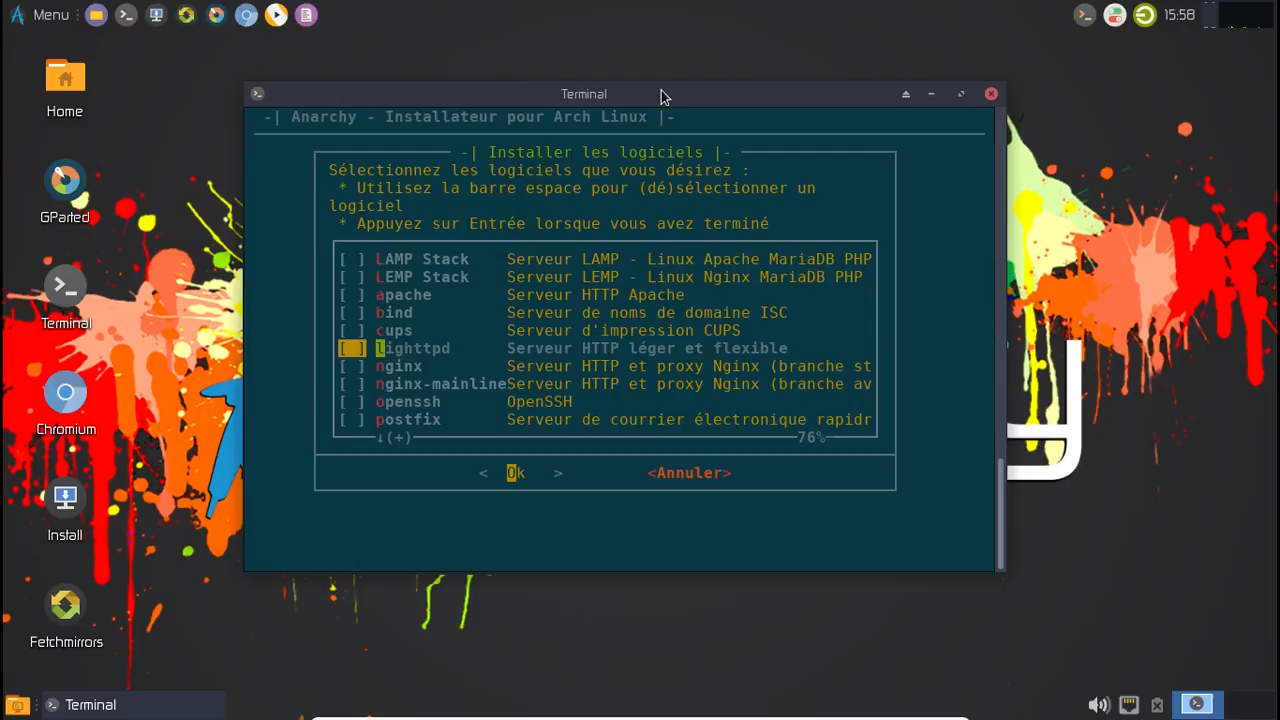 Menu
15:58
Home
GParted
Terminal
Chromium
Install
Fetchmirrors
Terminal
-| Anarchy - Installateur pour Arch Linux |-
-| Installer les logiciels |-
Sélectionnez les logiciels que vous désirez :
* Utilisez la barre espace pour (dé)sélectionner un
logiciel
* Appuyez sur Entrée lorsque vous avez terminé
[ ] LAMP Stack Serveur LAMP - Linux Apache MariaDB PHP
[ ] LEMP Stack Serveur LEMP - Linux Nginx MariaDB PHP
[ ] apache Serveur HTTP Apache
[ ] bind Serveur de noms de domaine ISC
[ ] cups Serveur d'impression CUPS
[ ] lighttpd Serveur HTTP léger et flexible
[ ] nginx Serveur HTTP et proxy Nginx (branche st
[ ] nginx-mainline Serveur HTTP et proxy Nginx (branche av
[ ] openssh OpenSSH
[ ] postfix Serveur de courrier électronique rapidr
↓(+) 76%
< Ok > <Annuler>
Terminal